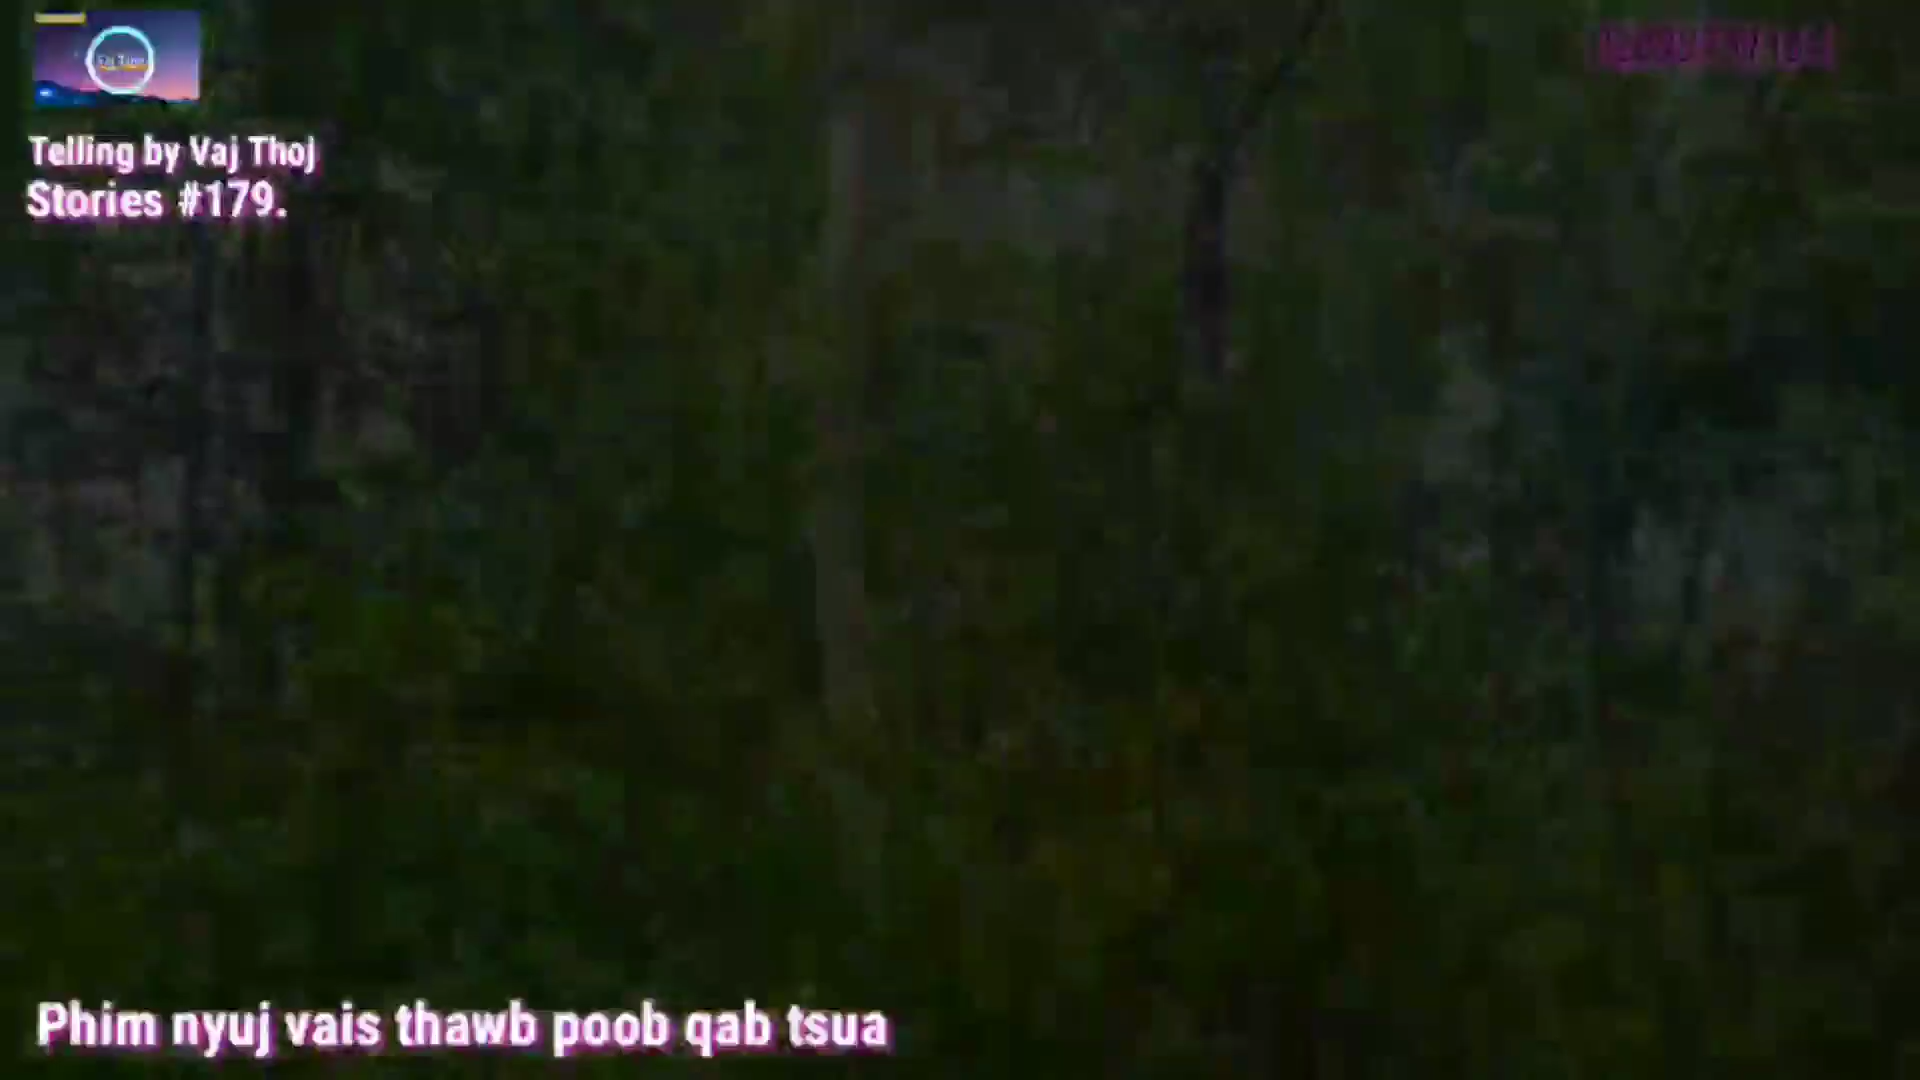 Telling by Vaj Thoj
Stories #179.
Phim nyuj vais thawb poob qab tsua